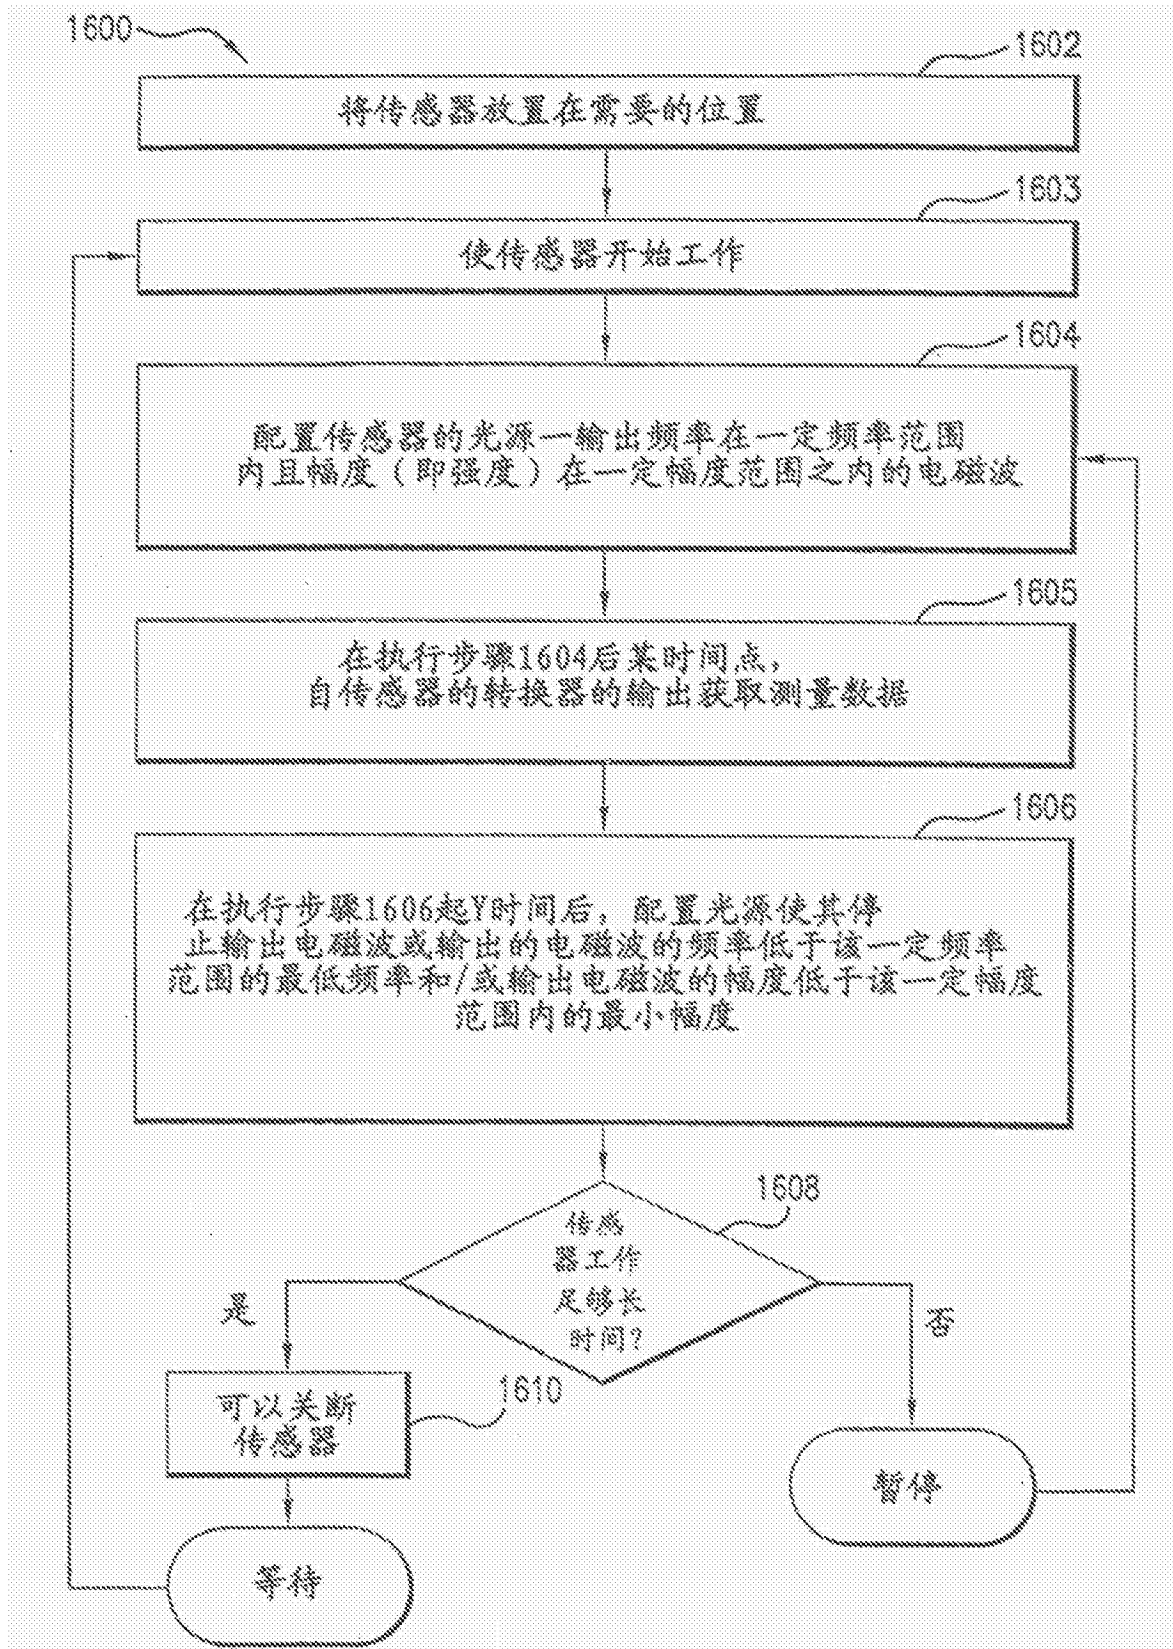 1600
1602
将传感器放置在需要的位置
1603
使传感器开始工作
1604
配置传感器的光源一输出频率在一定频率范围
内且幅度（即强度）在一定幅度范围之内的电磁波
1605
在执行步骤1604后某时间点，
自传感器的转换器的输出获取测量数据
1606
在执行步骤1606起Y时间后，配置光源使其停
止输出电磁波或输出的电磁波的频率低于该一定频率
范围的最低频率和/或输出电磁波的幅度低于该一定幅度
范围内的最小幅度
1608
传感
器工作
足够长
时间?
是
否
1610
可以关断
传感器
暂停
等待